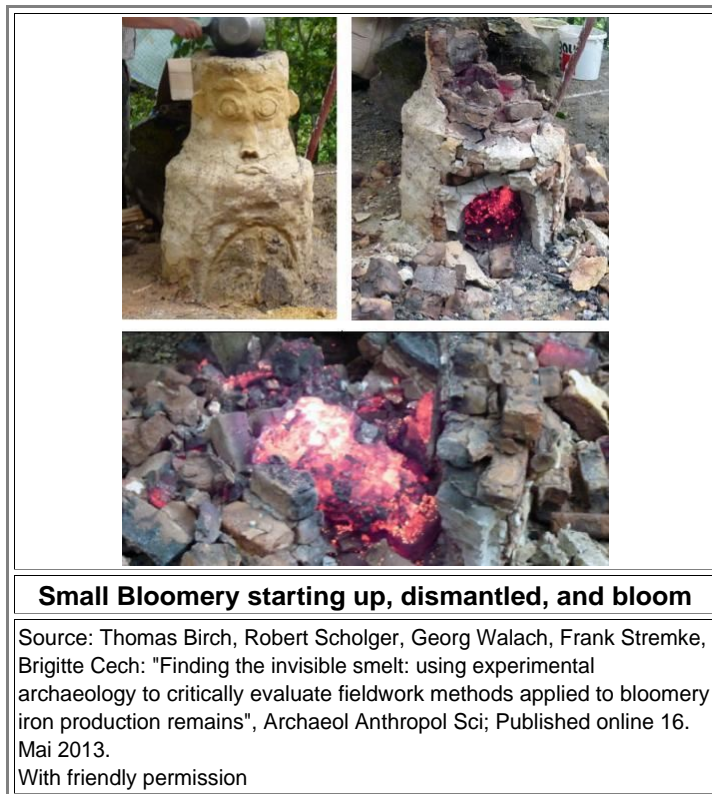 Small Bloomery starting up, dismantled, and bloom
Source: Thomas Birch, Robert Scholger, Georg Walach, Frank Stremke,
Brigitte Cech: "Finding the invisible smelt: using experimental
archaeology to critically evaluate fieldwork methods applied to bloomery
iron production remains", Archaeol Anthropol Sci; Published online 16.
Mai 2013.
With friendly permission